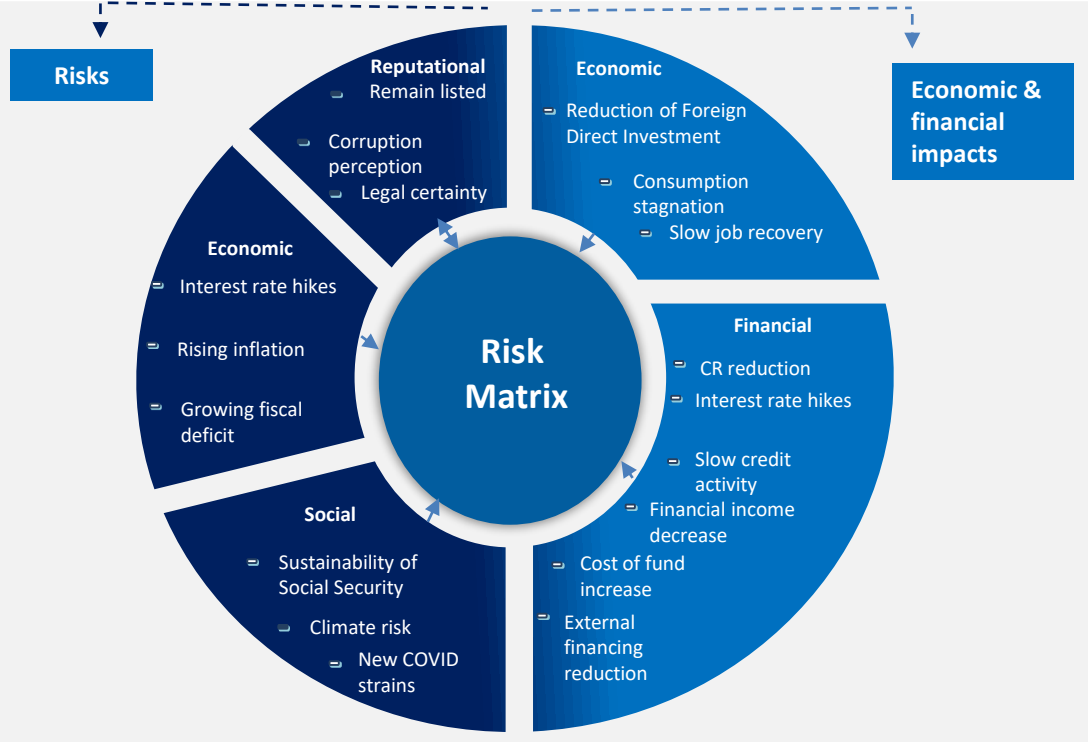 Risks
Economic &
financial
impacts
Reputational
Remain listed
Corruption
perception
Legal certainty
Economic
Interest rate hikes
Rising inflation
Growing fiscal
deficit
Social
Sustainability of
Social Security
Climate risk
New COVID
strains
Risk
Matrix
Economic
Reduction of Foreign
Direct Investment
Consumption
stagnation
Slow job recovery
Financial
CR reduction
Interest rate hikes
Slow credit
activity
Financial income
decrease
Cost of fund
increase
External
financing
reduction